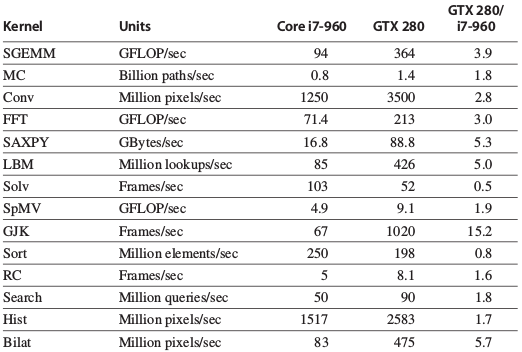 Kernel Units Core i7-960 GTX 280 GTX 280/ i7-960
SGEMM GFLOP/sec 94 364 3.9
MC Billion paths/sec 0.8 1.4 1.8
Conv Million pixels/sec 1250 3500 2.8
FFT GFLOP/sec 71.4 213 3.0
SAXPY GBytes/sec 16.8 88.8 5.3
LBM Million lookups/sec 85 426 5.0
Solv Frames/sec 103 52 0.5
SpMV GFLOP/sec 4.9 9.1 1.9
GJK Frames/sec 67 1020 15.2
Sort Million elements/sec 250 198 0.8
RC Frames/sec 5 8.1 1.6
Search Million queries/sec 50 90 1.8
Hist Million pixels/sec 1517 2583 1.7
Bilat Million pixels/sec 83 475 5.7